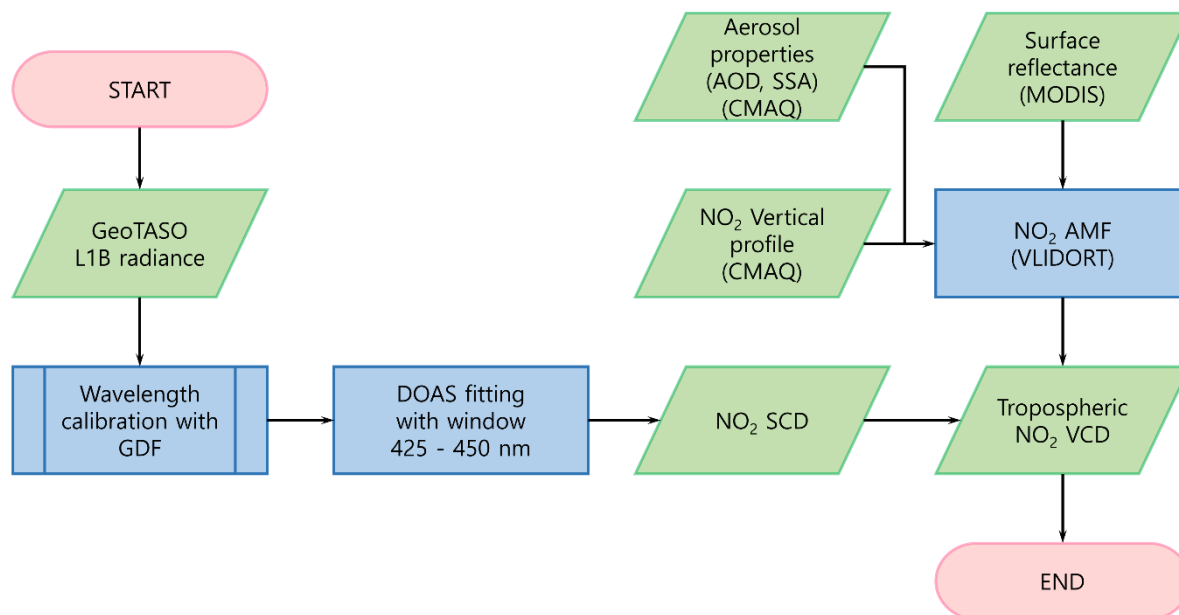 START
GeoTASO
L1B radiance
Wavelength
calibration with
GDF
DOAS fitting
with window
425 - 450 nm
NO₂ SCD
Aerosol
properties
(AOD, SSA)
(CMAQ)
NO₂ Vertical
profile
(CMAQ)
Surface
reflectance
(MODIS)
NO₂ AMF
(VLIDORT)
Tropospheric
NO₂ VCD
END